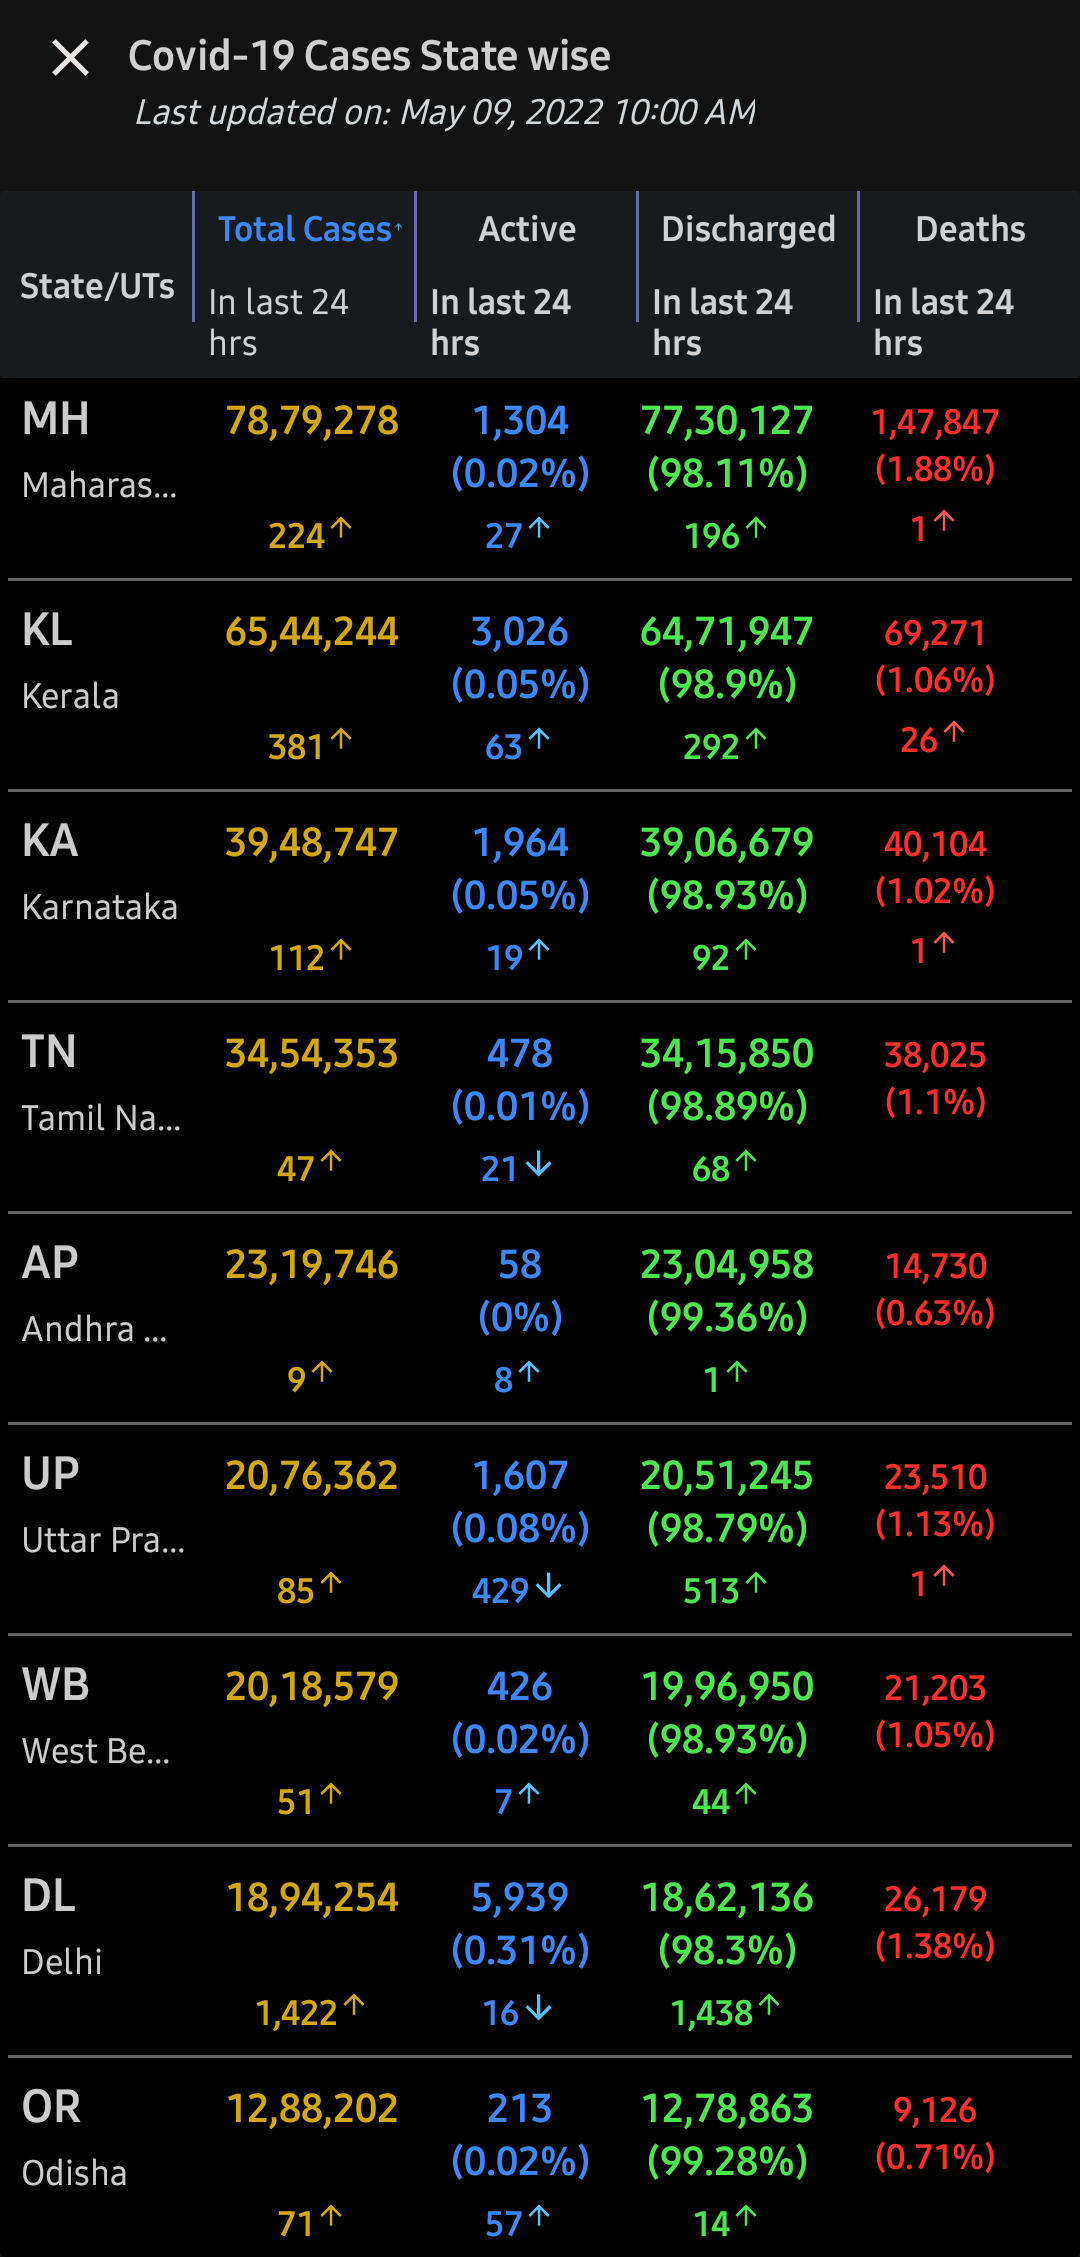 Covid-19 Cases State wise
Last updated on: May 09, 2022 10:00 AM
State/UTs Total Cases↑ Active Discharged Deaths
In last 24 hrs In last 24 hrs In last 24 hrs In last 24 hrs
MH 78,79,278 1,304 77,30,127 1,47,847
Maharas... (0.02%) (98.11%) (1.88%)
224↑ 27↑ 196↑ 1↑
KL 65,44,244 3,026 64,71,947 69,271
Kerala (0.05%) (98.9%) (1.06%)
381↑ 63↑ 292↑ 26↑
KA 39,48,747 1,964 39,06,679 40,104
Karnataka (0.05%) (98.93%) (1.02%)
112↑ 19↑ 92↑ 1↑
TN 34,54,353 478 34,15,850 38,025
Tamil Na... (0.01%) (98.89%) (1.1%)
47↑ 21↓ 68↑
AP 23,19,746 58 23,04,958 14,730
Andhra ... (0%) (99.36%) (0.63%)
9↑ 8↑ 1↑
UP 20,76,362 1,607 20,51,245 23,510
Uttar Pra... (0.08%) (98.79%) (1.13%)
85↑ 429↓ 513↑ 1↑
WB 20,18,579 426 19,96,950 21,203
West Be... (0.02%) (98.93%) (1.05%)
51↑ 7↑ 44↑
DL 18,94,254 5,939 18,62,136 26,179
Delhi (0.31%) (98.3%) (1.38%)
1,422↑ 16↓ 1,438↑
OR 12,88,202 213 12,78,863 9,126
Odisha (0.02%) (99.28%) (0.71%)
71↑ 57↑ 14↑